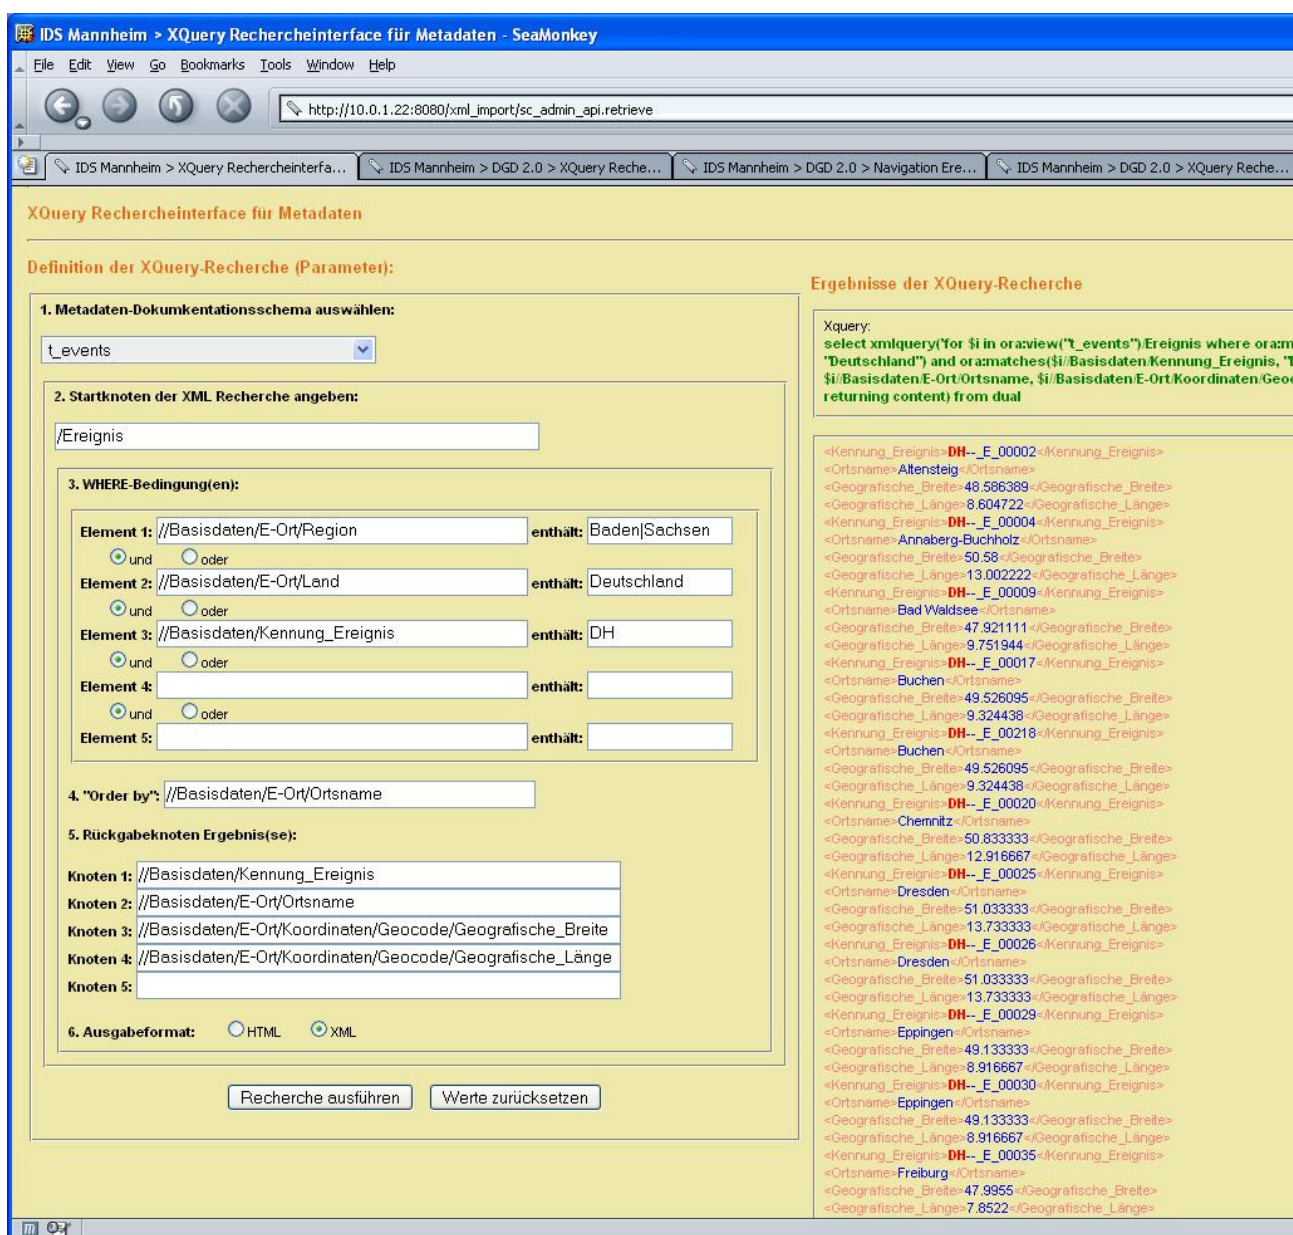 IDS Mannheim > XQuery Rechercheinterface für Metadaten - SeaMonkey
File Edit View Go Bookmarks Tools Window Help
http://10.0.1.22:8080/xml_import/sc_admin_api.retrieve
IDS Mannheim > XQuery Rechercheinterfa... IDS Mannheim > DGD 2.0 > XQuery Reche... IDS Mannheim > DGD 2.0 > Navigation Ere... IDS Mannheim > DGD 2.0 > XQuery Reche...
XQuery Rechercheinterface für Metadaten
Definition der XQuery-Recherche (Parameter):
1. Metadaten-Dokumkentationsschema auswählen:
t_events
2. Startknoten der XML Recherche angeben:
/Ereignis
3. WHERE-Bedingung(en):
Element 1: //Basisdaten/E-Ort/Region enthält: Baden|Sachsen
und oder
Element 2: //Basisdaten/E-Ort/Land enthält: Deutschland
und oder
Element 3: //Basisdaten/Kennung_Ereignis enthält: DH
und oder
Element 4: enthält:
und oder
Element 5: enthält:
4. "Order by": //Basisdaten/E-Ort/Ortsname
5. Rückgabeknoten Ergebnis(se):
Knoten 1: //Basisdaten/Kennung_Ereignis
Knoten 2: //Basisdaten/E-Ort/Ortsname
Knoten 3: //Basisdaten/E-Ort/Koordinaten/Geocode/Geografische_Breite
Knoten 4: //Basisdaten/E-Ort/Koordinaten/Geocode/Geografische_Länge
Knoten 5:
6. Ausgabeformat: HTML XML
Recherche ausführen Werte zurücksetzen
Ergebnisse der XQuery-Recherche
Xquery:
select xmlquery('for $i in ora:view("t_events")/Ereignis where ora:m
"Deutschland") and ora:matches($i//Basisdaten/Kennung_Ereignis,
$i//Basisdaten/E-Ort/Ortsname, $i//Basisdaten/E-Ort/Koordinaten/Geo
returning content) from dual
<Kennung_Ereignis>DH--_E_00002</Kennung_Ereignis>
<Ortsname>Altensteig</Ortsname>
<Geografische_Breite>48.586389</Geografische_Breite>
<Geografische_Länge>8.604722</Geografische_Länge>
<Kennung_Ereignis>DH--_E_00004</Kennung_Ereignis>
<Ortsname>Annaberg-Buchholz</Ortsname>
<Geografische_Breite>50.58</Geografische_Breite>
<Geografische_Länge>13.002222</Geografische_Länge>
<Kennung_Ereignis>DH--_E_00009</Kennung_Ereignis>
<Ortsname>Bad Waldsee</Ortsname>
<Geografische_Breite>47.921111</Geografische_Breite>
<Geografische_Länge>9.751944</Geografische_Länge>
<Kennung_Ereignis>DH--_E_00017</Kennung_Ereignis>
<Ortsname>Buchen</Ortsname>
<Geografische_Breite>49.526095</Geografische_Breite>
<Geografische_Länge>9.324438</Geografische_Länge>
<Kennung_Ereignis>DH--_E_00218</Kennung_Ereignis>
<Ortsname>Buchen</Ortsname>
<Geografische_Breite>49.526095</Geografische_Breite>
<Geografische_Länge>9.324438</Geografische_Länge>
<Kennung_Ereignis>DH--_E_00020</Kennung_Ereignis>
<Ortsname>Chemnitz</Ortsname>
<Geografische_Breite>50.833333</Geografische_Breite>
<Geografische_Länge>12.916667</Geografische_Länge>
<Kennung_Ereignis>DH--_E_00025</Kennung_Ereignis>
<Ortsname>Dresden</Ortsname>
<Geografische_Breite>51.033333</Geografische_Breite>
<Geografische_Länge>13.733333</Geografische_Länge>
<Kennung_Ereignis>DH--_E_00026</Kennung_Ereignis>
<Ortsname>Dresden</Ortsname>
<Geografische_Breite>51.033333</Geografische_Breite>
<Geografische_Länge>13.733333</Geografische_Länge>
<Kennung_Ereignis>DH--_E_00029</Kennung_Ereignis>
<Ortsname>Eppingen</Ortsname>
<Geografische_Breite>49.133333</Geografische_Breite>
<Geografische_Länge>8.916667</Geografische_Länge>
<Kennung_Ereignis>DH--_E_00030</Kennung_Ereignis>
<Ortsname>Eppingen</Ortsname>
<Geografische_Breite>49.133333</Geografische_Breite>
<Geografische_Länge>8.916667</Geografische_Länge>
<Kennung_Ereignis>DH--_E_00035</Kennung_Ereignis>
<Ortsname>Freiburg</Ortsname>
<Geografische_Breite>47.9955</Geografische_Breite>
<Geografische_Länge>7.8522</Geografische_Länge>